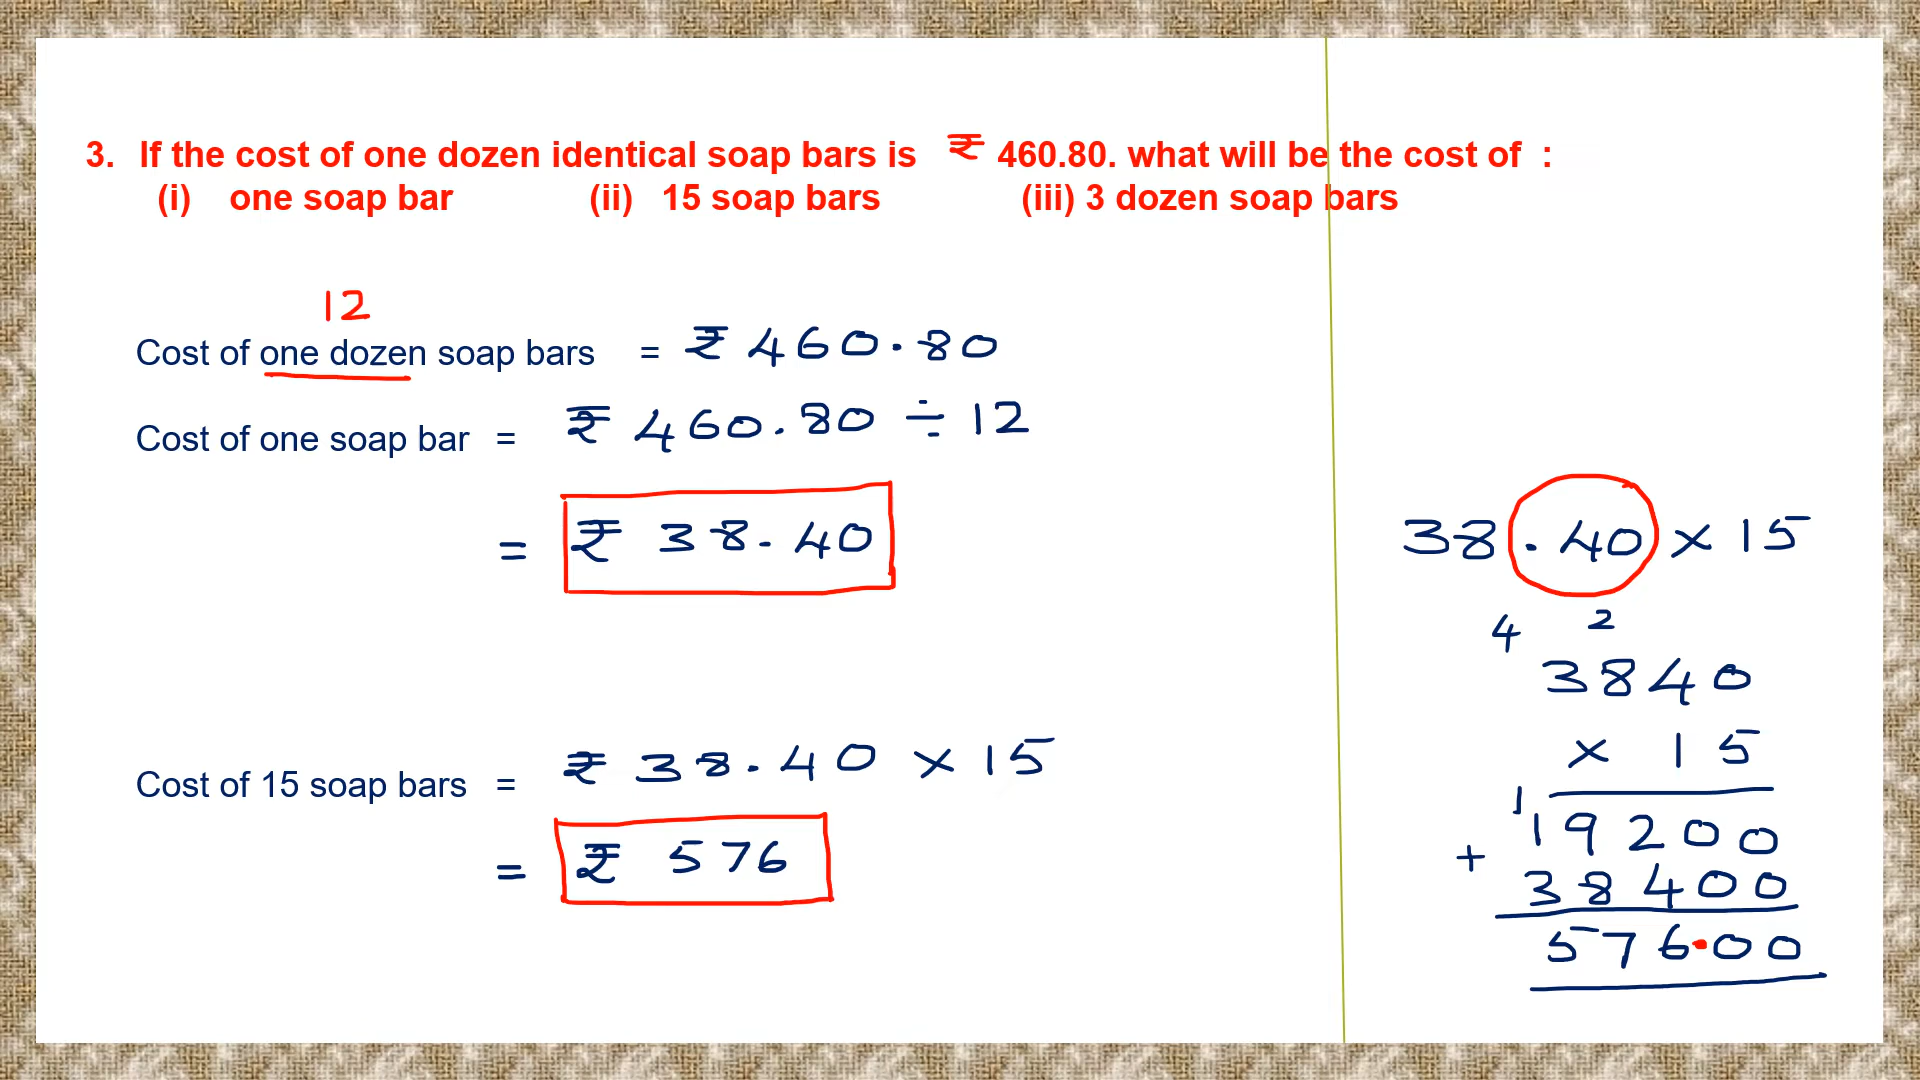 3. If the cost of one dozen identical soap bars is ₹ 460.80. what will be the cost of :
(i) one soap bar (ii) 15 soap bars (iii) 3 dozen soap bars
12
Cost of one dozen soap bars = ₹ 460.80
Cost of one soap bar = ₹ 460.80 ÷ 12
= ₹ 38.40
Cost of 15 soap bars = ₹ 38.40 × 15
= ₹ 576
38.40 × 15
4 2
3840
× 15
1
19200
+ 38400
576.00